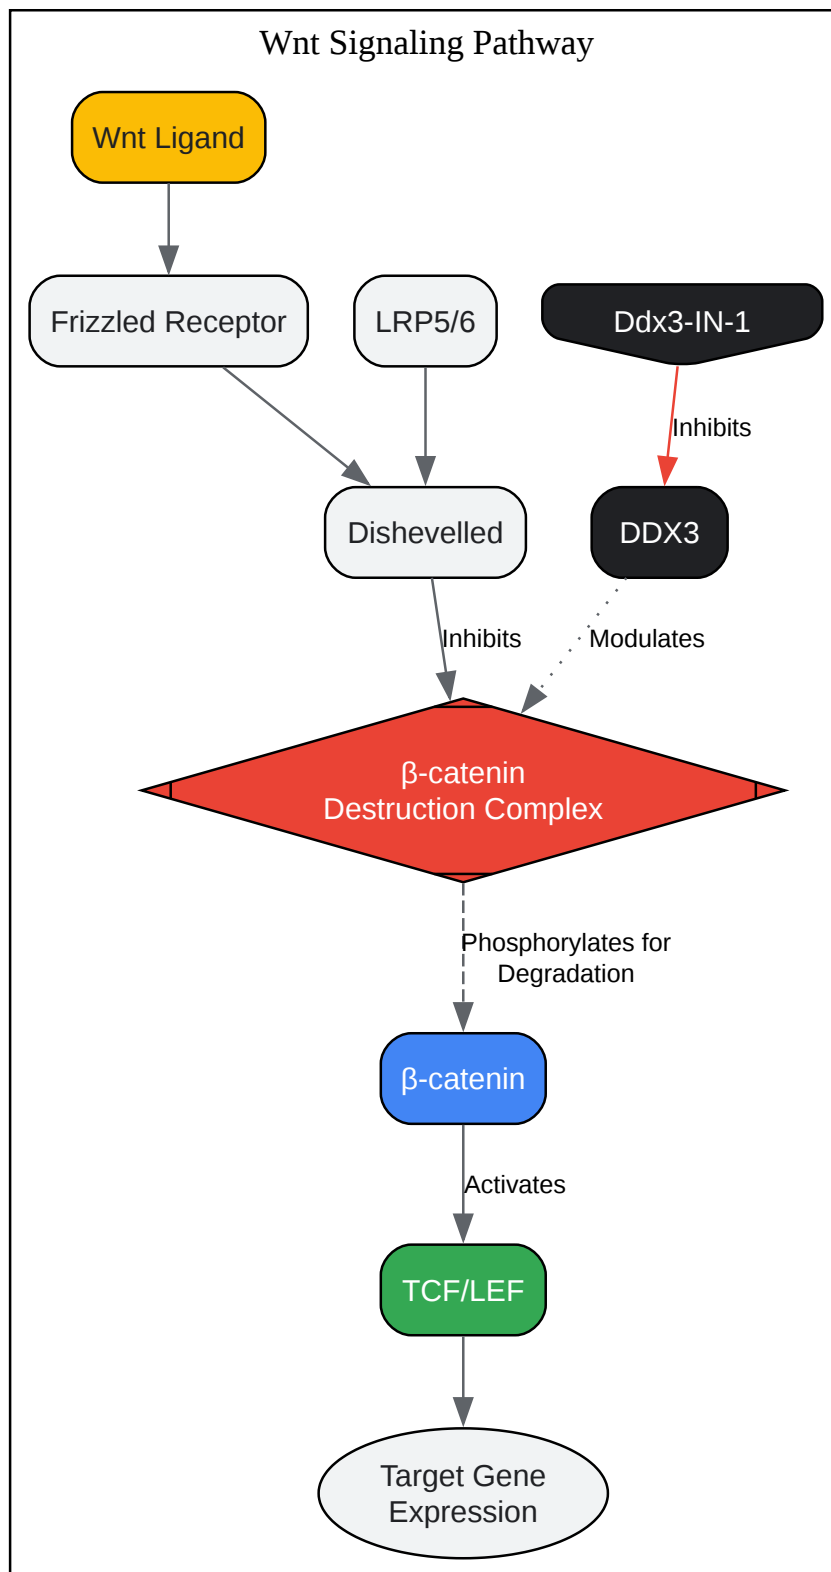 Wnt Signaling Pathway
Wnt Ligand
Frizzled Receptor
LRP5/6
Ddx3-IN-1
Inhibits
Dishevelled
DDX3
Inhibits
Modulates
β-catenin
Destruction Complex
Phosphorylates for
Degradation
β-catenin
Activates
TCF/LEF
Target Gene
Expression